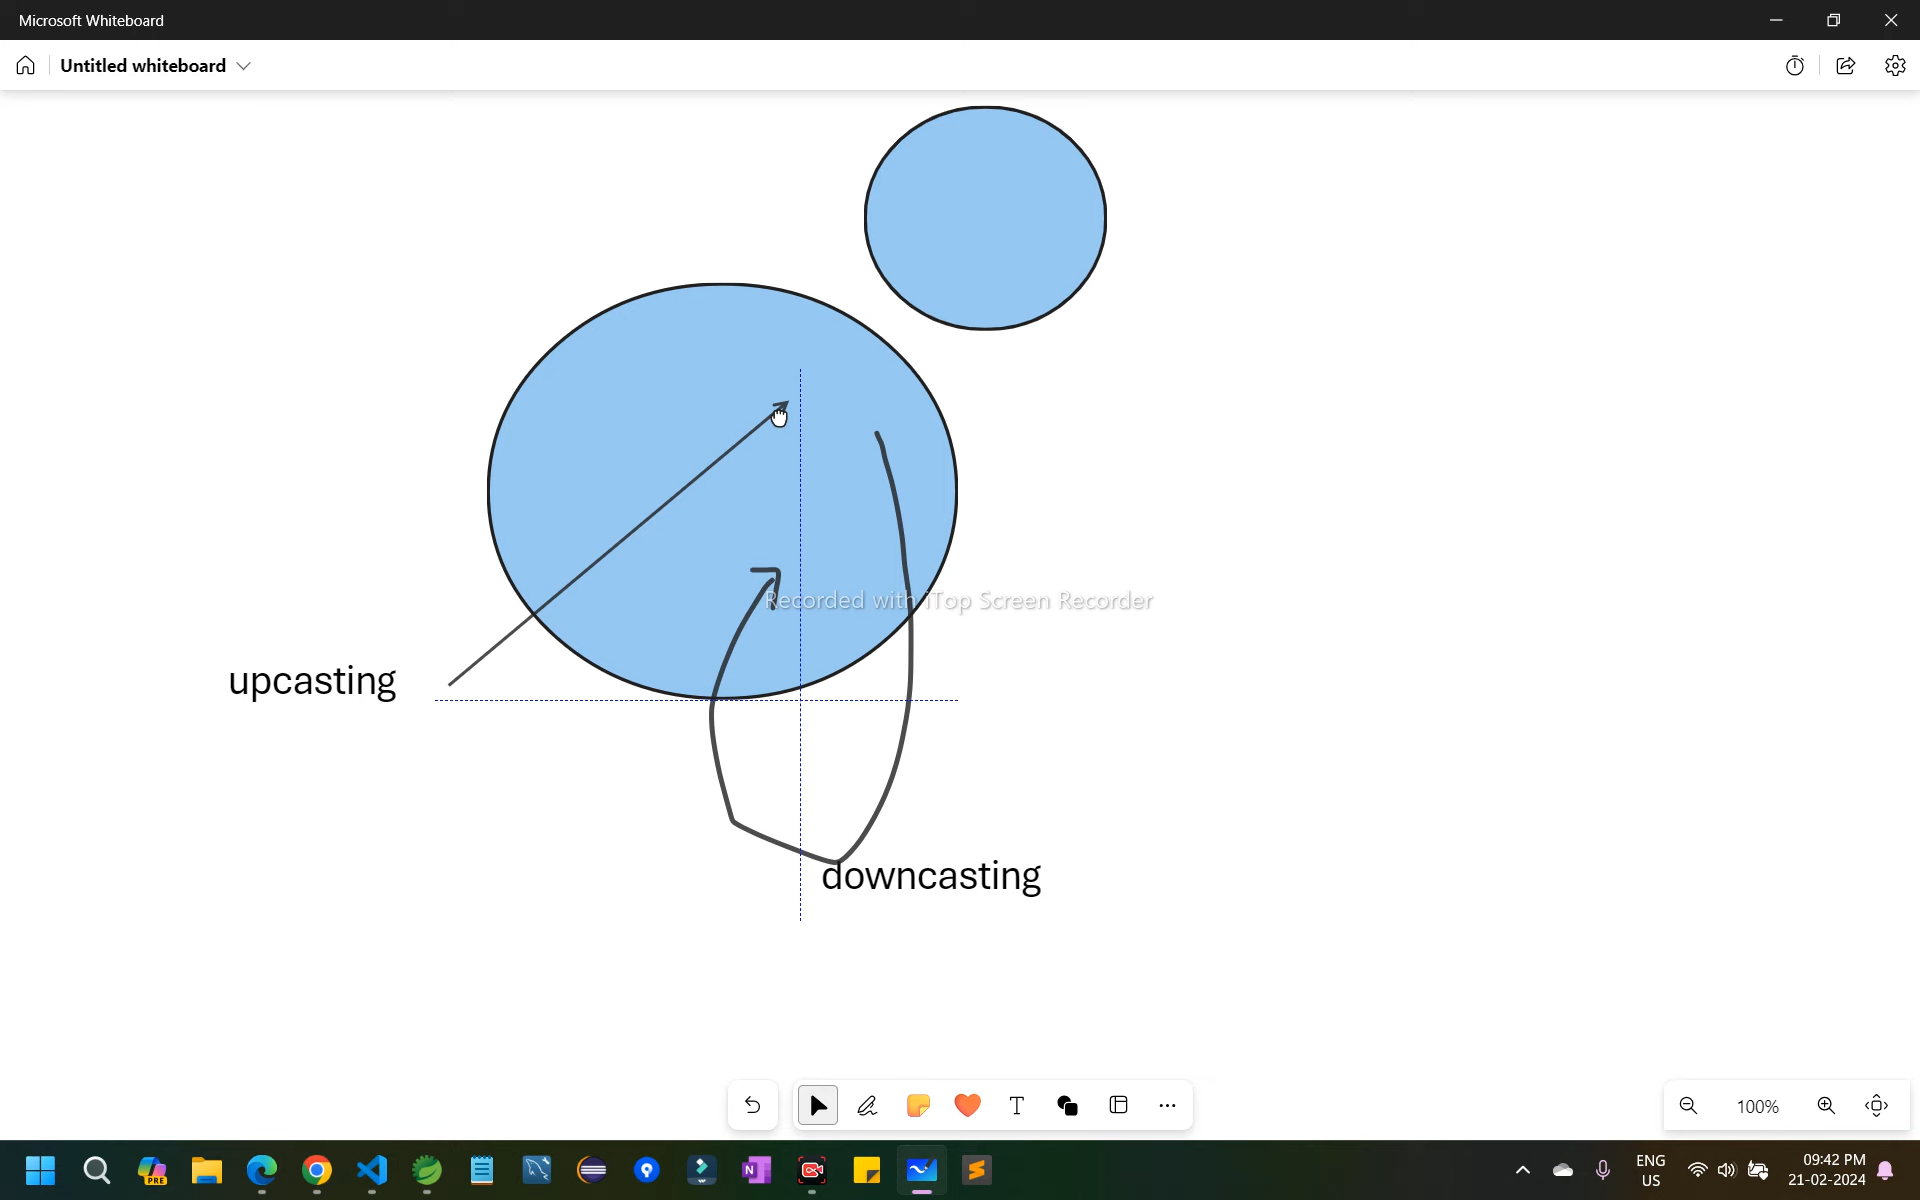 Microsoft Whiteboard
Untitled whiteboard
Recorded with iTop Screen Recorder
upcasting
downcasting
T
100%
PRE
N
ENG
US
09:42 PM
21-02-2024